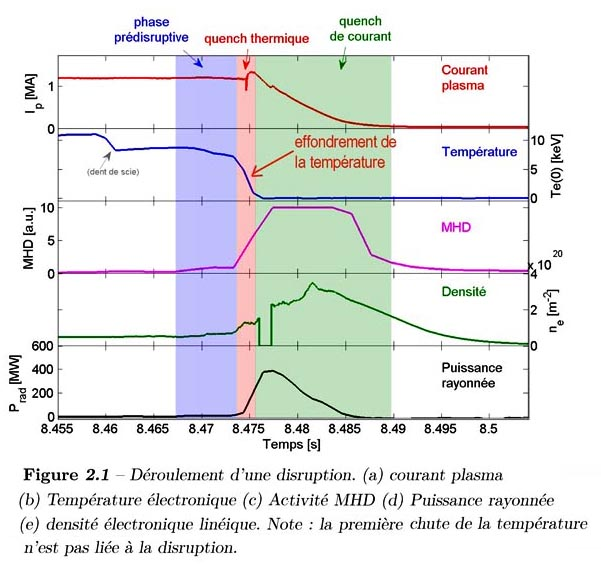 phase
prédisruptive
quench thermique
quench
de courant
I_p [MA]
1
0
Courant
plasma
effondrement de
la température
(dent de scie)
Température
10
5
0
Te(0) [keV]
MHD [a.u.]
10
5
0
MHD
x 10^20
4
2
0
n_e [m^-2]
Densité
P_rad [MW]
600
400
200
0
Puissance
rayonnée
8.455 8.46 8.465 8.47 8.475 8.48 8.485 8.49 8.495 8.5
Temps [s]
Figure 2.1 – Déroulement d'une disruption. (a) courant plasma
(b) Température électronique (c) Activité MHD (d) Puissance rayonnée
(e) densité électronique linéique. Note : la première chute de la température
n'est pas liée à la disruption.